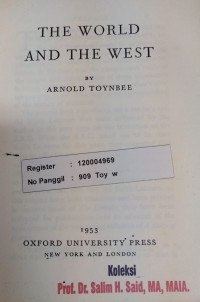 THE WORLD
AND THE WEST
BY
ARNOLD TOYNBEE
Register : 120004969
No Panggil : 909 Toy w
1953
OXFORD UNIVERSITY PRESS
NEW YORK AND LONDON
Koleksi
Prof. Dr. Salim H. Said, MA, MAIA.